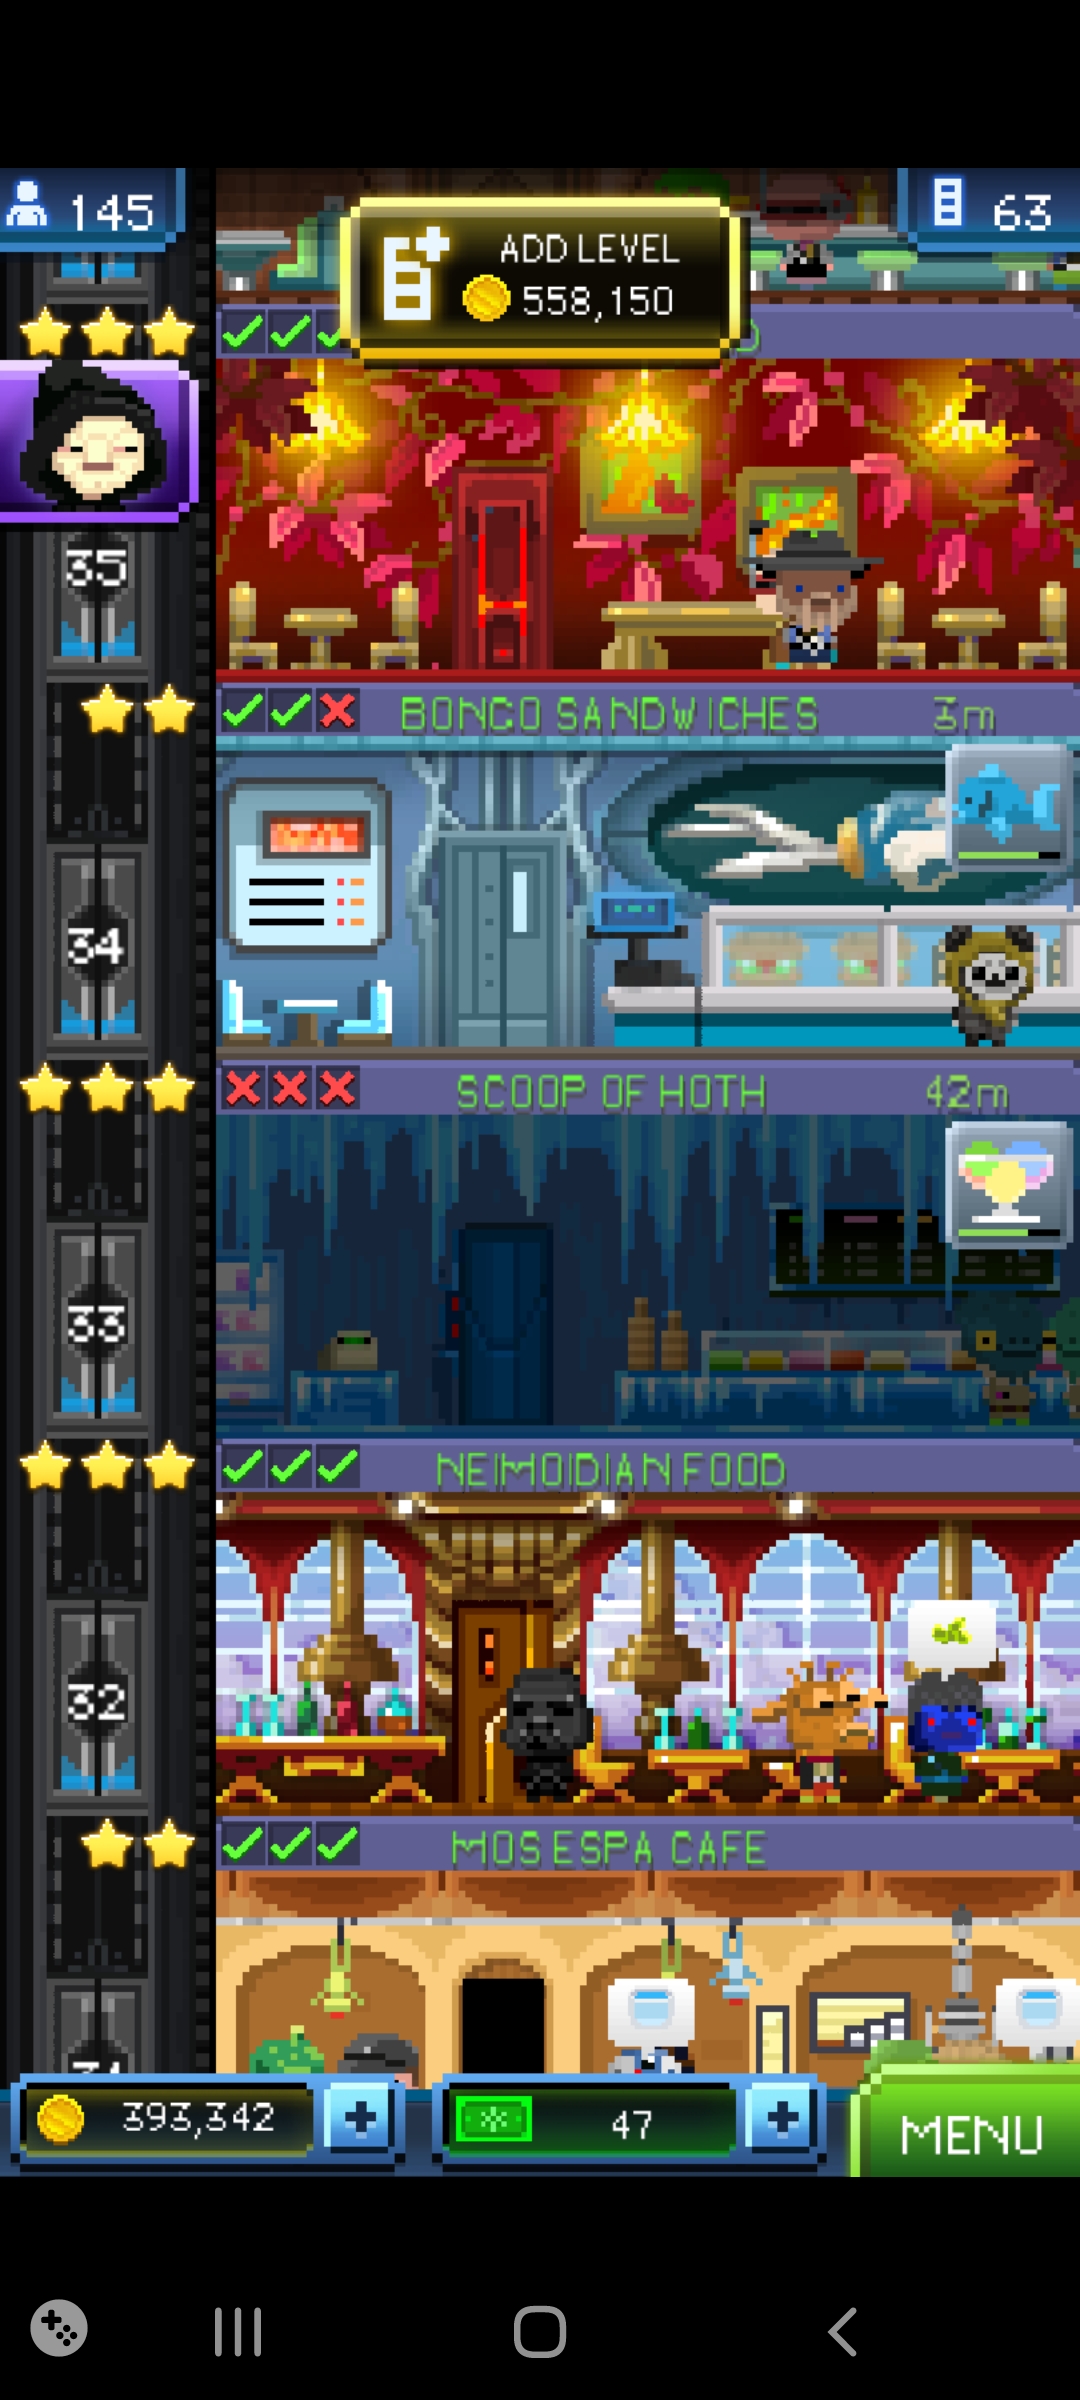 145
63
ADD LEVEL
558,150
35
BONGO SANDWICHES 3m
34
SCOOP OF HOTH 42m
33
NEIMOIDIAN FOOD
32
MOS ESPA CAFE
393,342
47
MENU